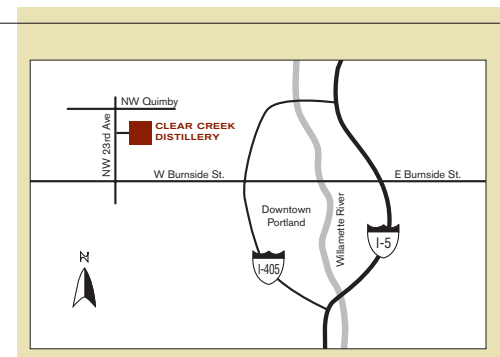 NW Quimby
NW 23rd Ave
CLEAR CREEK
DISTILLERY
W Burnside St.
E Burnside St.
Downtown
Portland
Willamette River
I-5
I-405
N